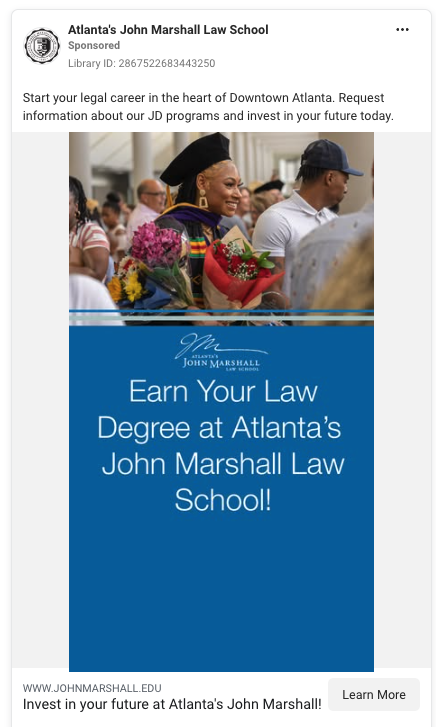 Atlanta's John Marshall Law School
Sponsored
Library ID: 2867522683443250
Start your legal career in the heart of Downtown Atlanta. Request
information about our JD programs and invest in your future today.
ATLANTA'S
JOHN MARSHALL
LAW SCHOOL
Earn Your Law
Degree at Atlanta's
John Marshall Law
School!
WWW.JOHNMARSHALL.EDU
Invest in your future at Atlanta's John Marshall!
Learn More